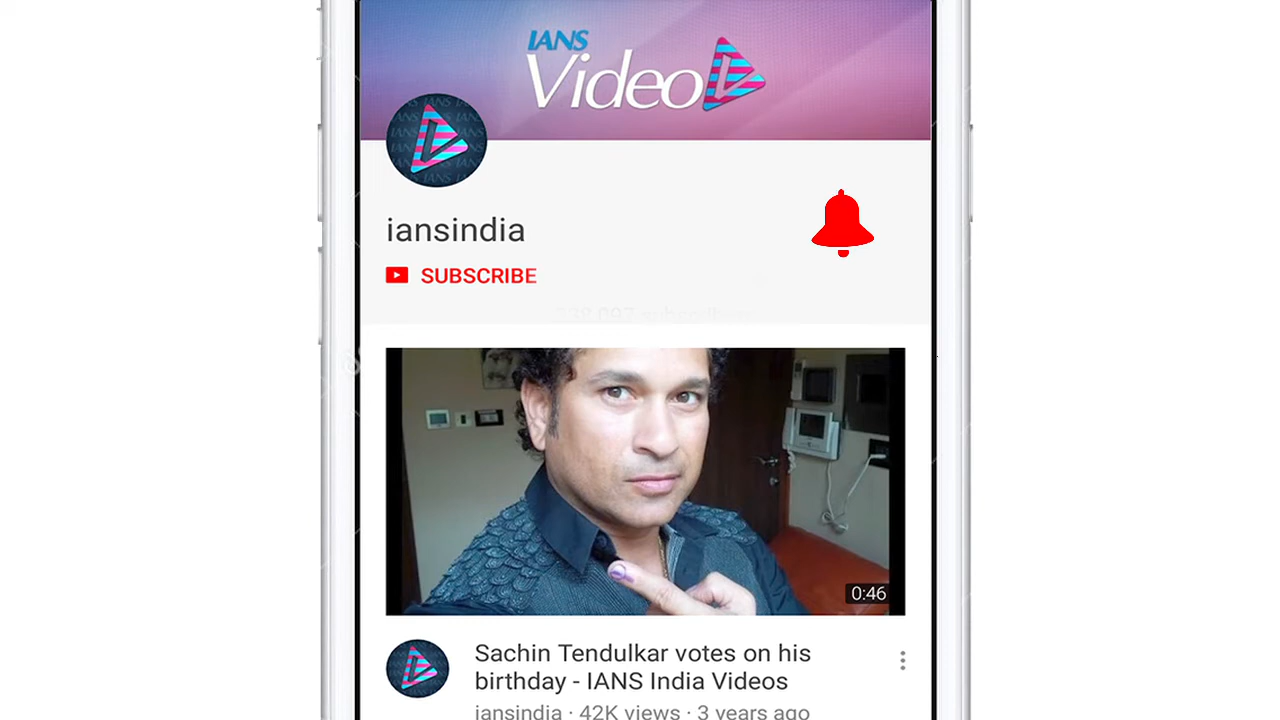 IANS
Video
iansindia
SUBSCRIBE
0:46
Sachin Tendulkar votes on his
birthday - IANS India Videos
iansindia · 42K views · 3 years ago